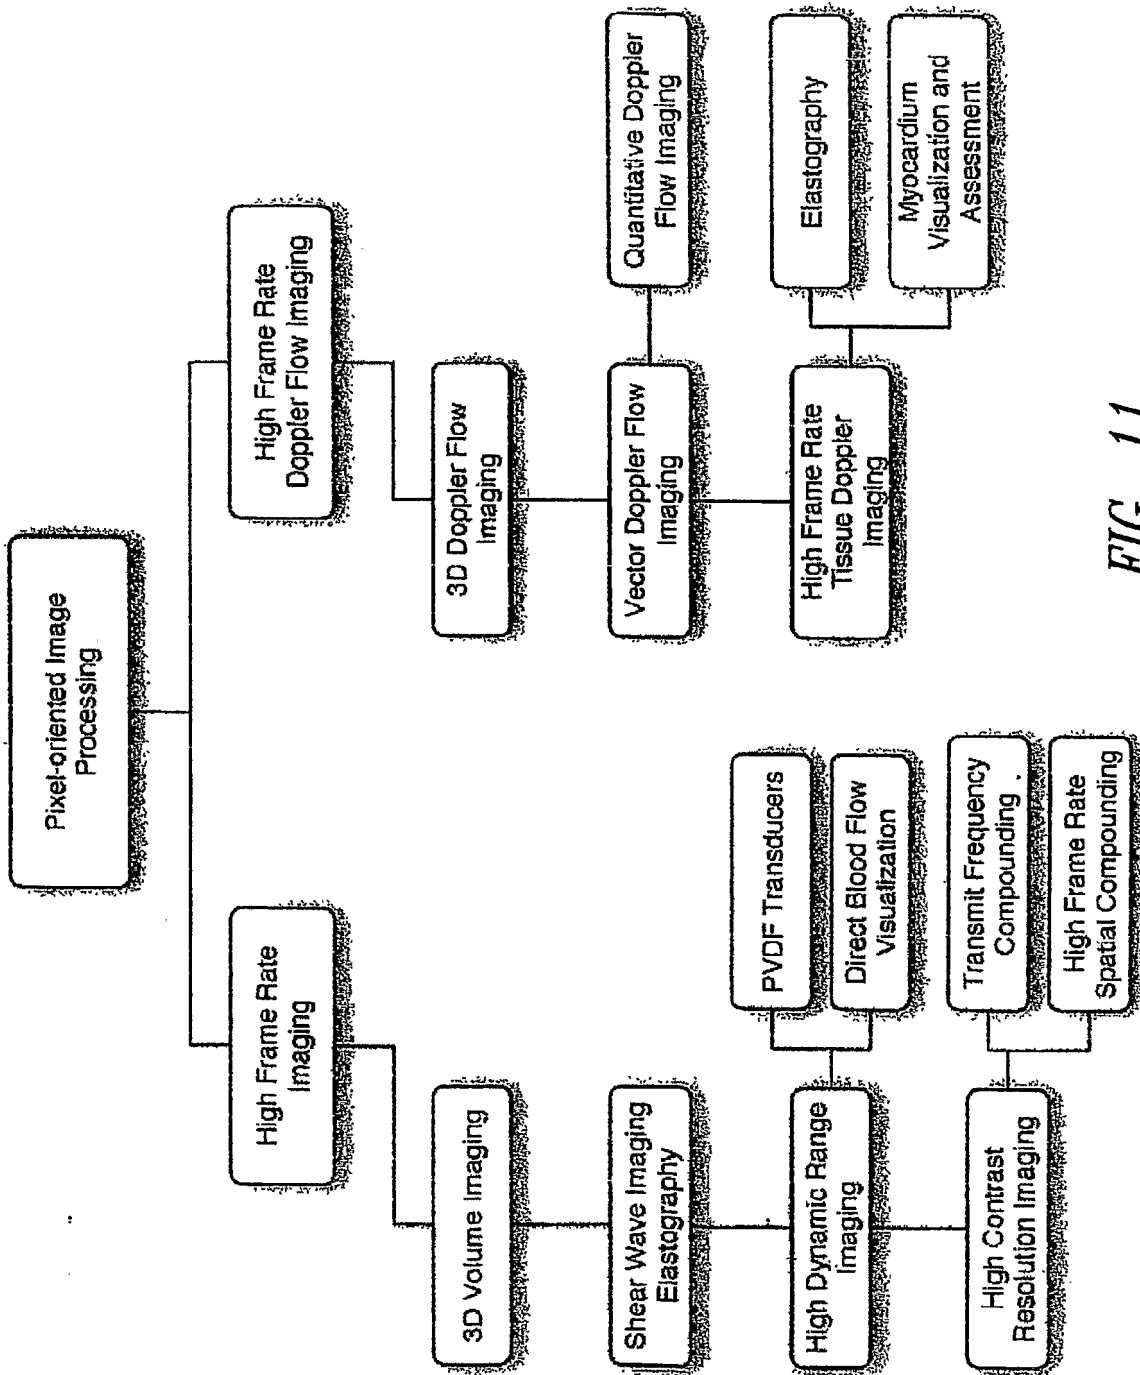 Pixel-oriented Image
Processing
High Frame Rate
Imaging
High Frame Rate
Doppler Flow Imaging
3D Volume Imaging
3D Doppler Flow
Imaging
Shear Wave Imaging
Elastography
Vector Doppler Flow
Imaging
Quantitative Doppler
Flow Imaging
High Dynamic Range
Imaging
PVDF Transducers
Direct Blood Flow
Visualization
High Frame Rate
Tissue Doppler
Imaging
Elastography
Myocardium
Visualization and
Assessment
High Contrast
Resolution Imaging
Transmit Frequency
Compounding
High Frame Rate
Spatial Compounding
FIG. 11